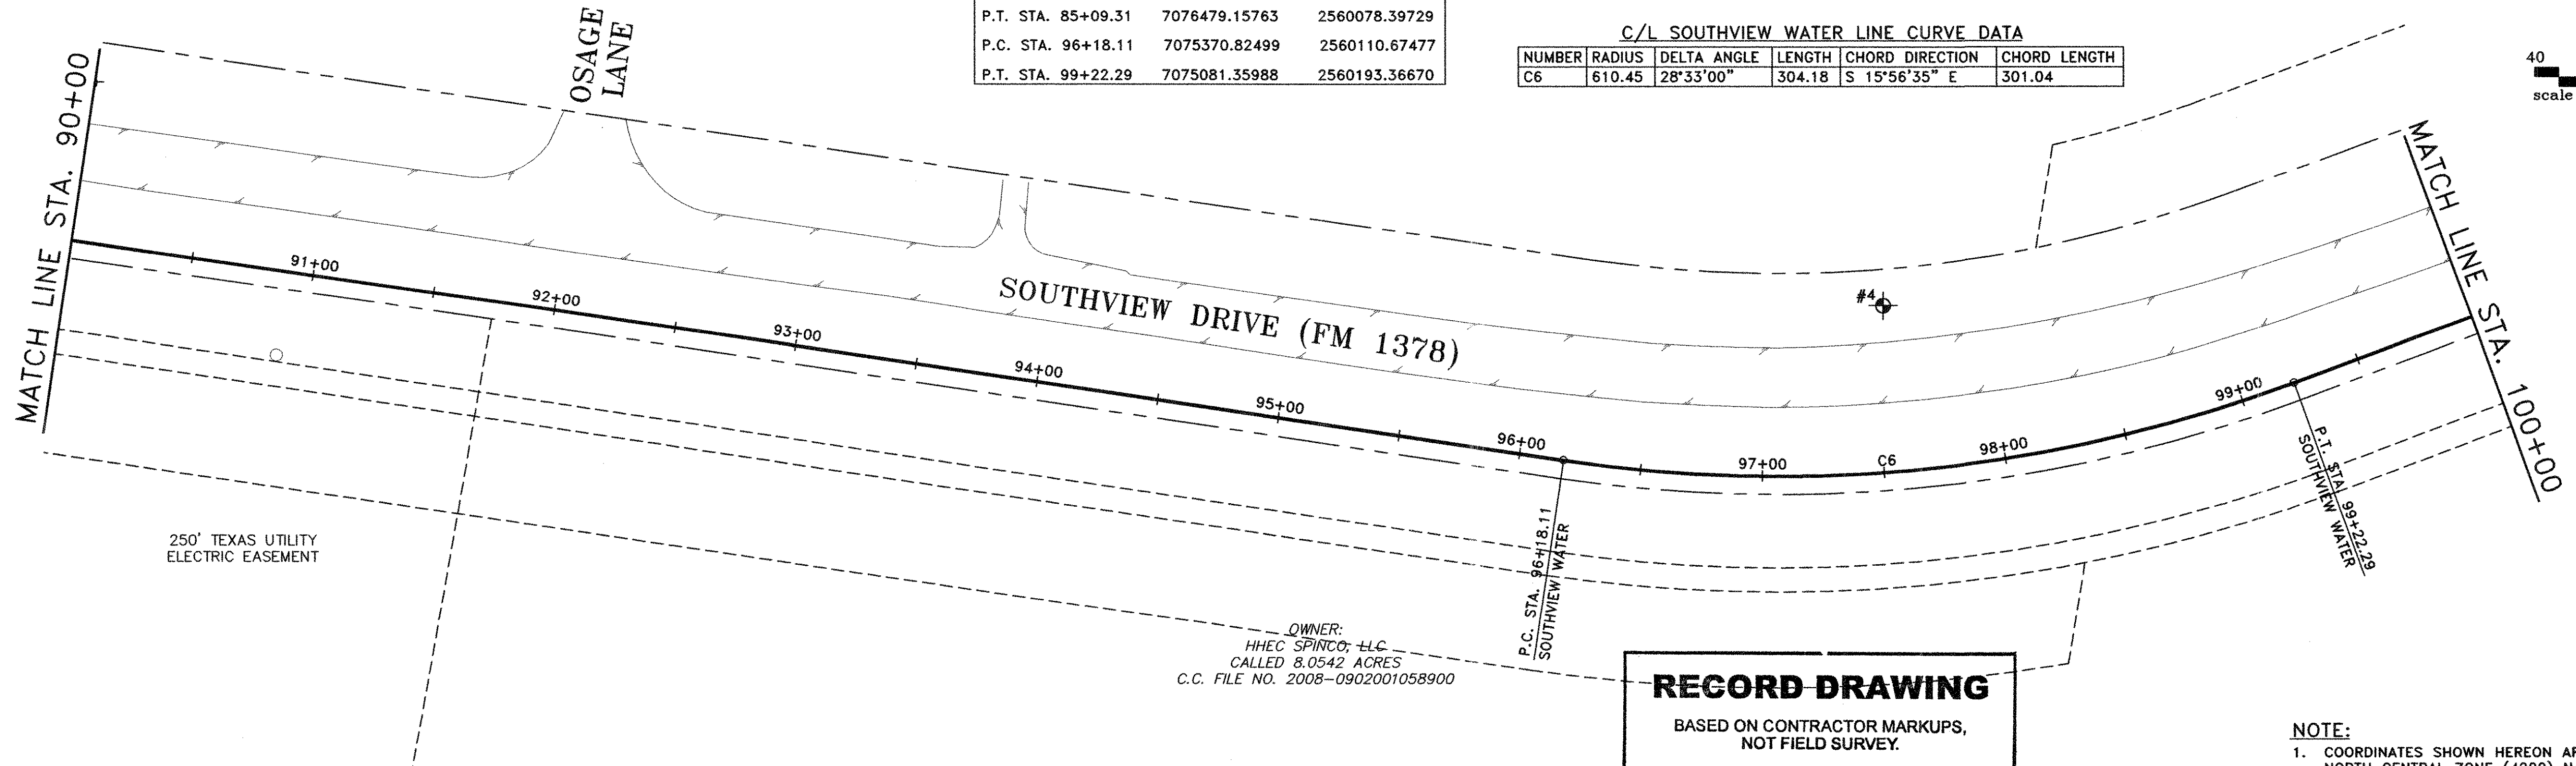 P.T. STA. 85+09.31 7076479.15763 2560078.39729
P.C. STA. 96+18.11 7075370.82499 2560110.67477
P.T. STA. 99+22.29 7075081.35988 2560193.36670
C/L SOUTHVIEW WATER LINE CURVE DATA
NUMBER RADIUS DELTA ANGLE LENGTH CHORD DIRECTION CHORD LENGTH
C6 610.45 28°33'00" 304.18 S 15°56'35" E 301.04
40
scale
OSAGE
LANE
MATCH LINE STA. 90+00
MATCH LINE STA. 100+00
91+00
92+00
93+00
94+00
95+00
96+00
97+00
C6
98+00
99+00
SOUTHVIEW DRIVE (FM 1378)
#4
P.C. STA. 96+18.11
SOUTHVIEW WATER
P.T. STA. 99+22.29
SOUTHVIEW WATER
250' TEXAS UTILITY
ELECTRIC EASEMENT
OWNER:
HHEC SPINCO, LLC
CALLED 8.0542 ACRES
C.C. FILE NO. 2008-0902001058900
RECORD DRAWING
BASED ON CONTRACTOR MARKUPS,
NOT FIELD SURVEY.
NOTE:
1. COORDINATES SHOWN HEREON